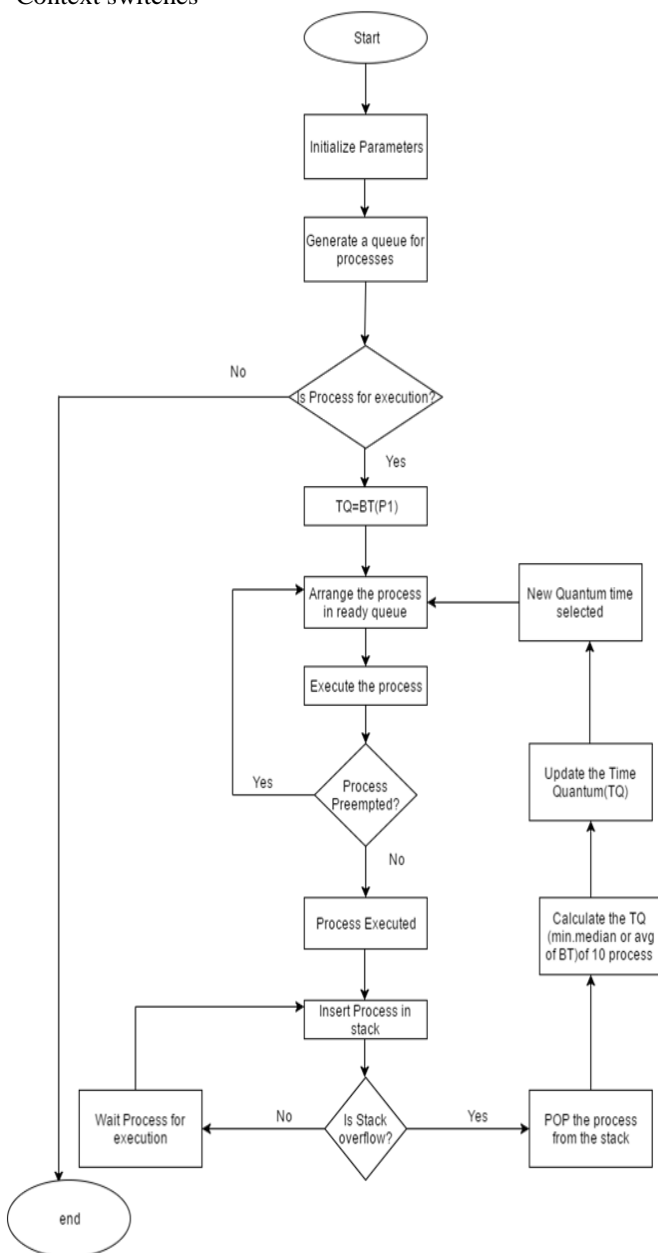 Context switches
Start
Initialize Parameters
Generate a queue for
processes
No
Is Process for execution?
Yes
TQ=BT(P1)
Arrange the process
in ready queue
New Quantum time
selected
Execute the process
Yes
Process
Preempted?
Update the Time
Quantum(TQ)
No
Process Executed
Calculate the TQ
(min.median or avg
of BT)of 10 process
Insert Process in
stack
Wait Process for
execution
No
Is Stack
overflow?
Yes
POP the process
from the stack
end